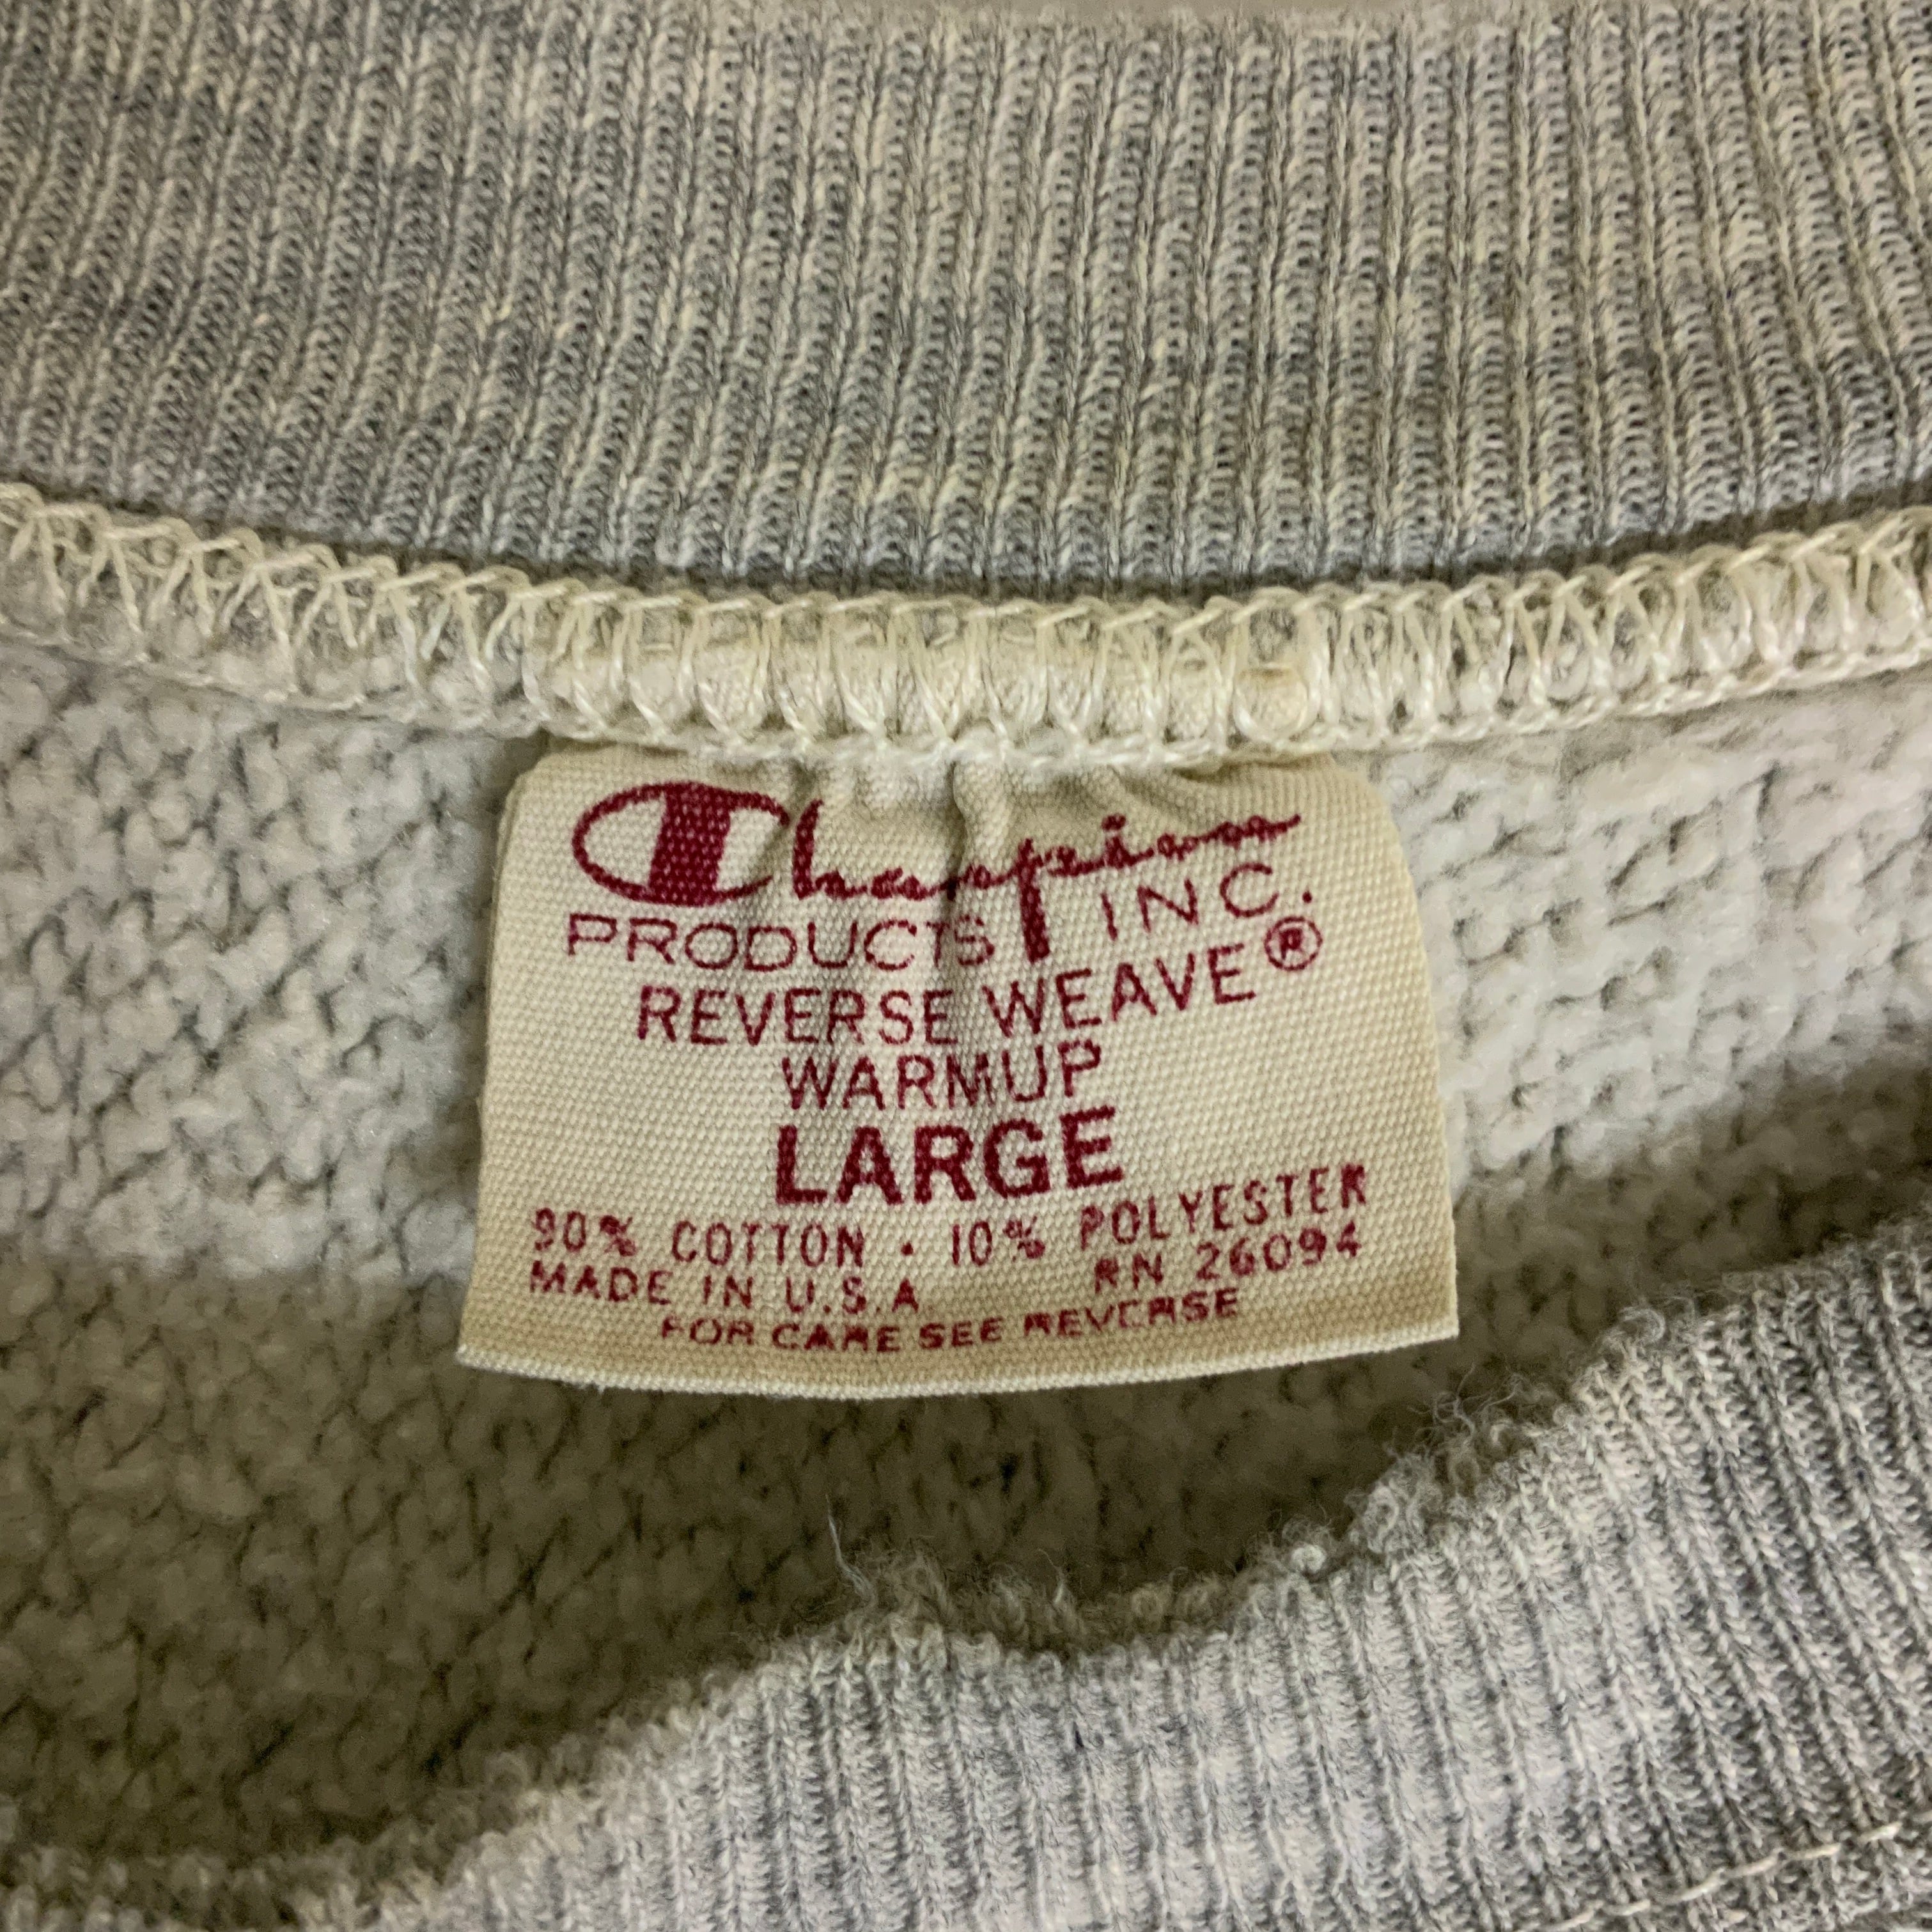 Champion
PRODUCTS INC.
REVERSE WEAVE®
WARMUP
LARGE
90% COTTON · 10% POLYESTER
MADE IN U.S.A. RN 26094
FOR CARE SEE REVERSE